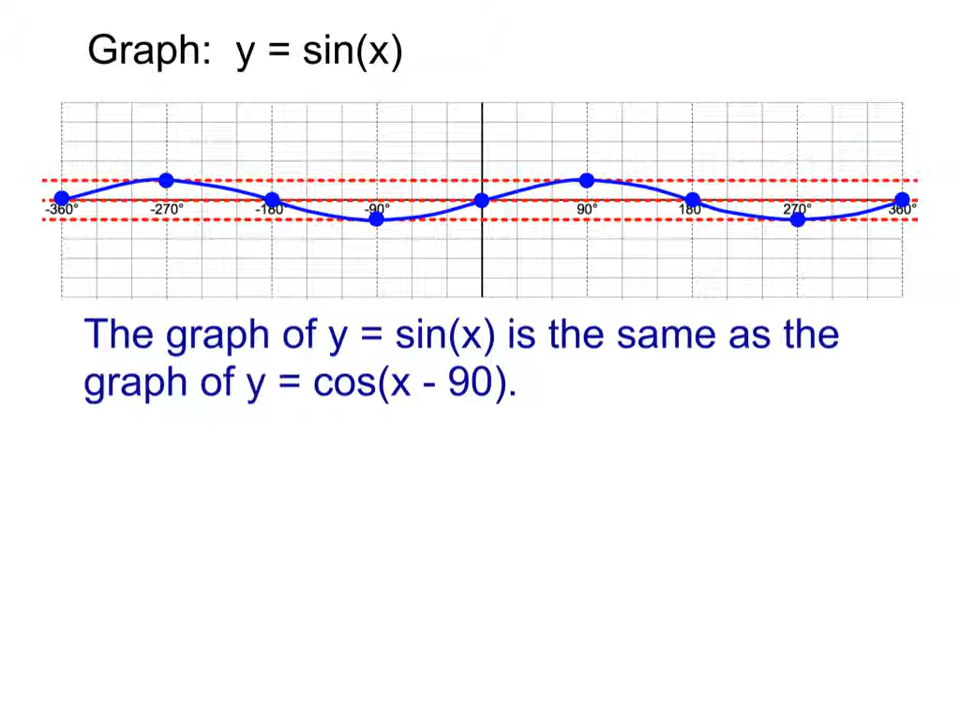 Graph: y = sin(x)
-360° -270° -180° -90° 90° 180° 270° 360°
The graph of y = sin(x) is the same as the
graph of y = cos(x - 90).